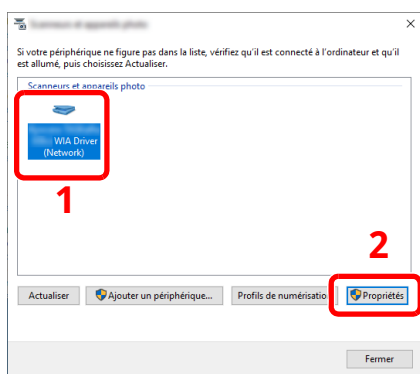 Si votre périphérique ne figure pas dans la liste, vérifiez qu'il est connecté à l'ordinateur et qu'il
est allumé, puis choisissez Actualiser.
Scanneurs et appareils photo
WIA Driver
(Network)
1
2
Actualiser
Ajouter un périphérique...
Profils de numérisatio
Propriétés
Fermer